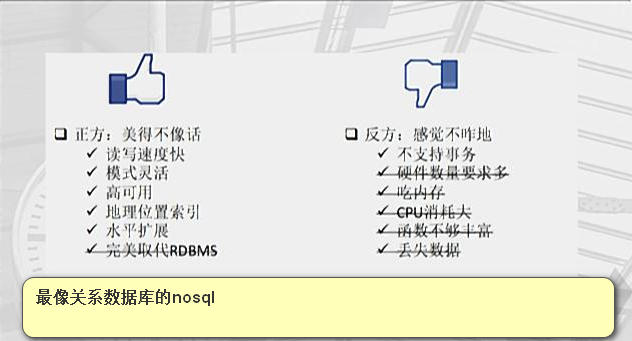 正方：美得不像话
读写速度快
模式灵活
高可用
地理位置索引
水平扩展
完美取代RDBMS
反方：感觉不咋地
不支持事务
硬件数量要求多
吃内存
CPU消耗大
函数不够丰富
丢失数据
最像关系数据库的nosql